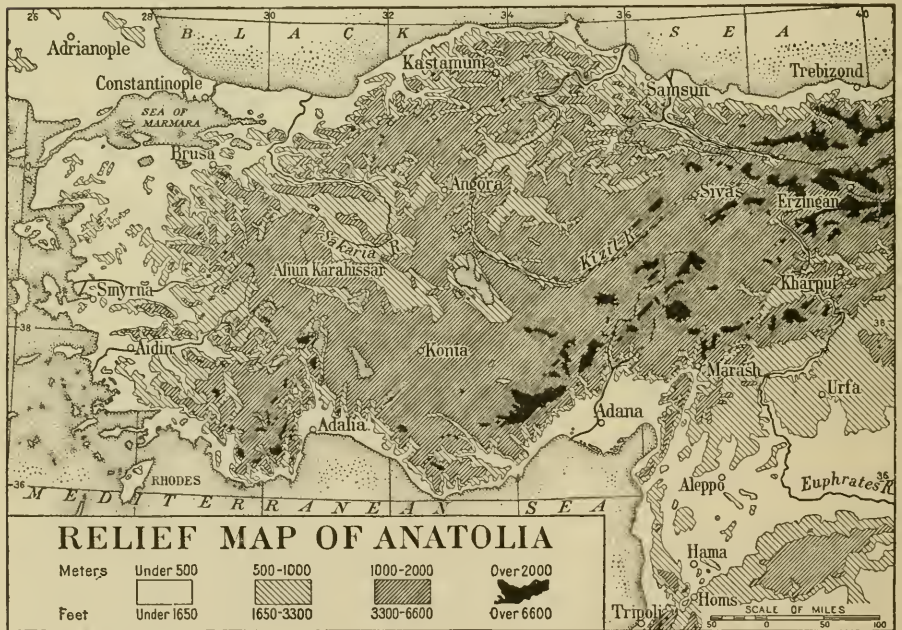 26
28
30
32
34
36
38
40
BLACK SEA
Adrianople
Kastamuni
Constantinople
Samsun
Trebizond
SEA OF
MARMARA
Brusa
40
Angora
Sivas
Erzingan
Sakaria R
Kizil R.
Afiun Karahissar
Kharput
Smyrna
38
38
Aidin
Konia
Marash
Urfa
Adana
Adalia
RHODES
36
Aleppo
36
Euphrates R
MEDITERRANEAN SEA
RELIEF MAP OF ANATOLIA
Meters Under 500 500-1000 1000-2000 Over 2000
Feet Under 1650 1650-3300 3300-6600 Over 6600
Hama
Homs
Tripoli
SCALE OF MILES
50 0 50 100